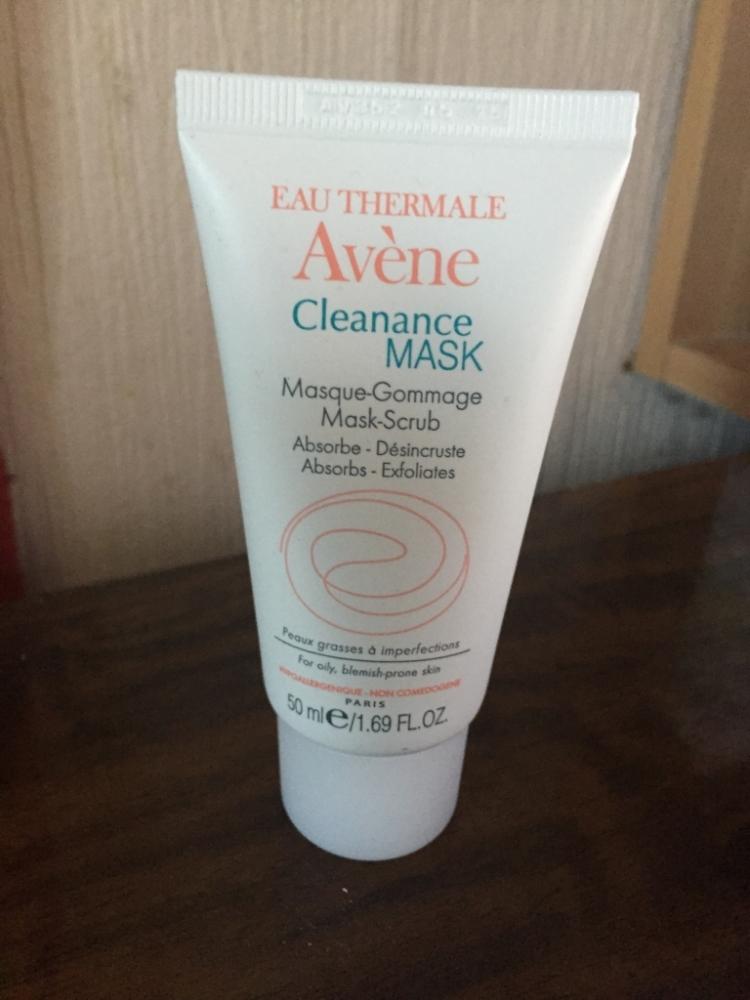 EAU THERMALE
Avène
Cleanance
MASK
Masque-Gommage
Mask-Scrub
Absorbe - Désincruste
Absorbs - Exfoliates
Peaux grasses à imperfections
For oily, blemish-prone skin
HYPOALLERGENIQUE - NON COMEDOGENE
PARIS
50 ml e/1.69 FL.OZ.